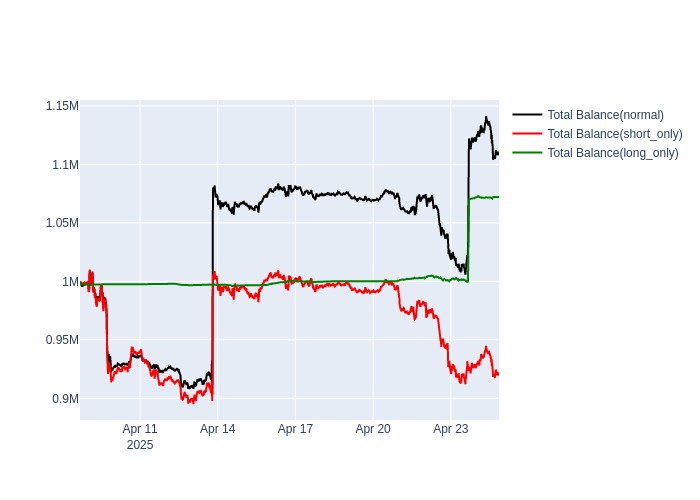 1.15M
1.1M
1.05M
1M
0.95M
0.9M
Apr 11
2025
Apr 14
Apr 17
Apr 20
Apr 23
Total Balance(normal)
Total Balance(short_only)
Total Balance(long_only)